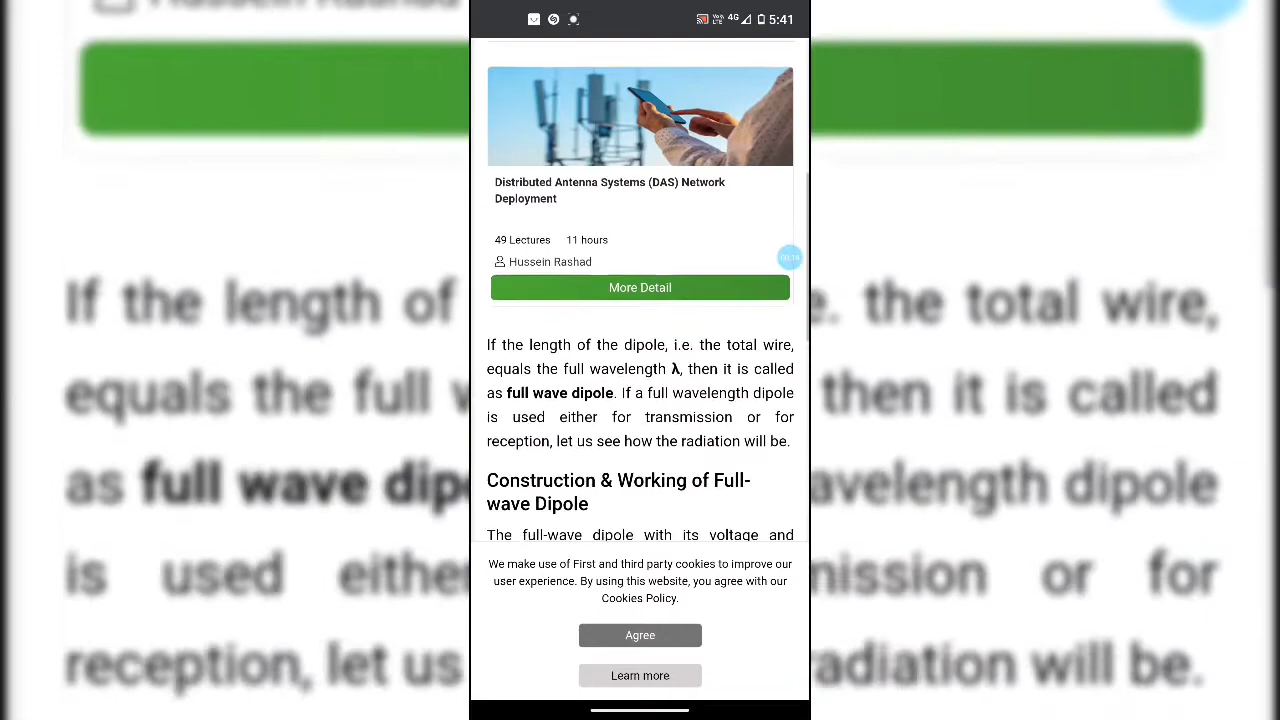 VoLTE 4G 5:41
Distributed Antenna Systems (DAS) Network
Deployment
49 Lectures 11 hours
00:16
Hussein Rashad
More Detail
If the length of the dipole, i.e. the total wire,
equals the full wavelength λ, then it is called
as full wave dipole. If a full wavelength dipole
is used either for transmission or for
reception, let us see how the radiation will be.
Construction & Working of Full-
wave Dipole
The full-wave dipole with its voltage and
We make use of First and third party cookies to improve our
user experience. By using this website, you agree with our
Cookies Policy.
Agree
Learn more